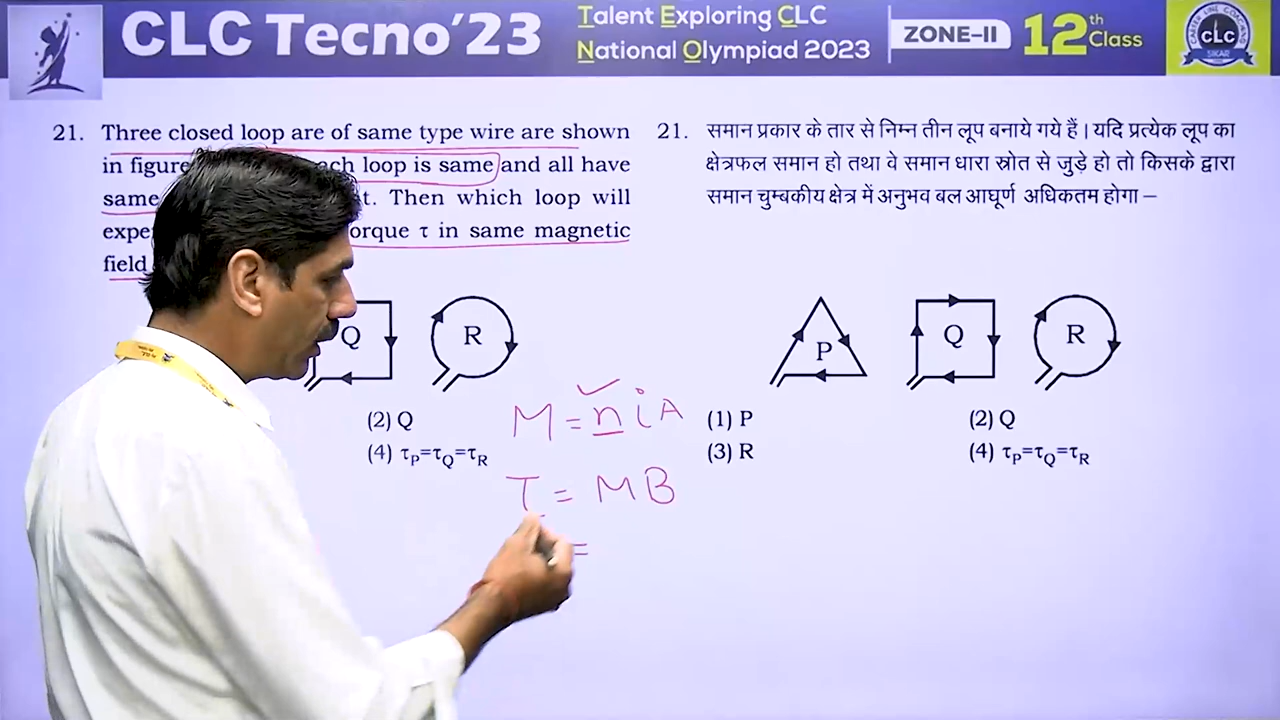 CLC Tecno'23
Talent Exploring CLC
National Olympiad 2023
ZONE-II
12th Class
CLC
SIKAR
21. Three closed loop are of same type wire are shown
in figure ach loop is same and all have
same t. Then which loop will
expe orque τ in same magnetic
field
Q
R
(2) Q
(4) τP=τQ=τR
M = n i A
τ = M B
=
21. समान प्रकार के तार से निम्न तीन लूप बनाये गये हैं। यदि प्रत्येक लूप का
क्षेत्रफल समान हो तथा वे समान धारा स्रोत से जुड़े हो तो किसके द्वारा
समान चुम्बकीय क्षेत्र में अनुभव बल आघूर्ण अधिकतम होगा –
P
Q
R
(1) P
(2) Q
(3) R
(4) τP=τQ=τR